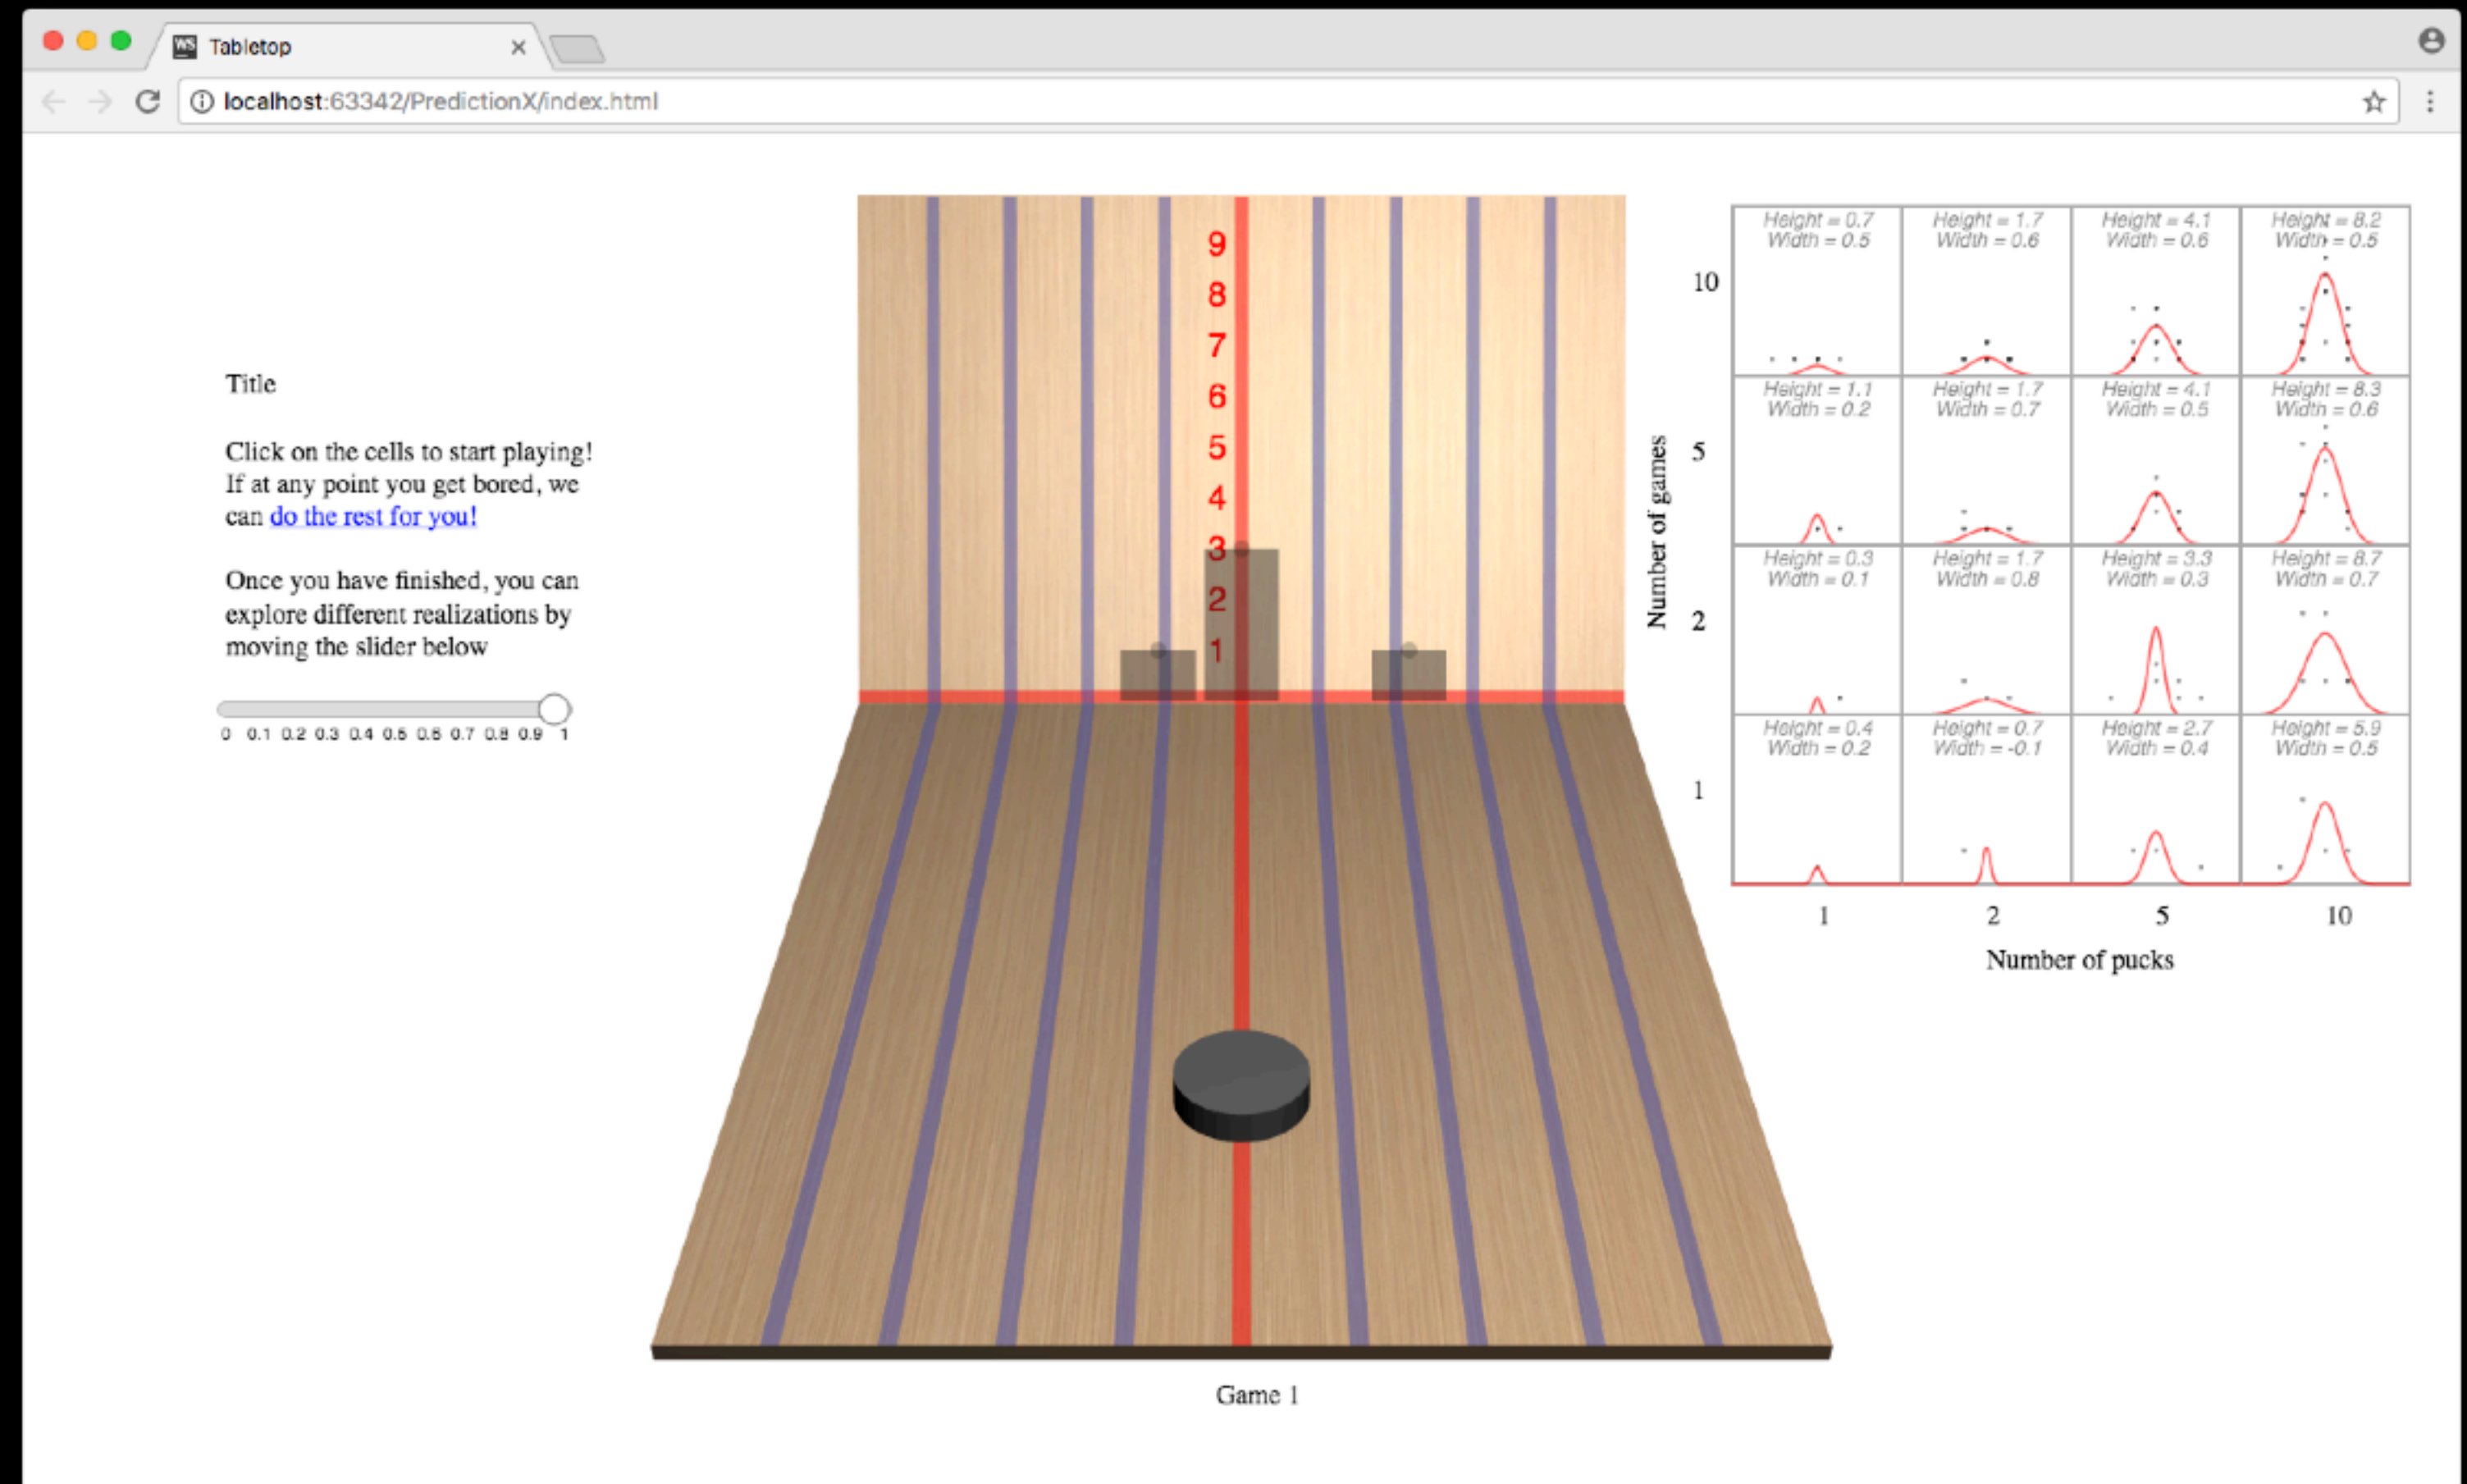 WS Tabletop
localhost:63342/PredictionX/index.html
Title
Click on the cells to start playing!
If at any point you get bored, we
can do the rest for you!
Once you have finished, you can
explore different realizations by
moving the slider below
0 0.1 0.2 0.3 0.4 0.5 0.6 0.7 0.8 0.9 1
9
8
7
6
5
4
3
2
1
Game 1
Number of games
10
5
2
1
Height = 0.7
Width = 0.5
Height = 1.7
Width = 0.6
Height = 4.1
Width = 0.6
Height = 8.2
Width = 0.5
Height = 1.1
Width = 0.2
Height = 1.7
Width = 0.7
Height = 4.1
Width = 0.5
Height = 8.3
Width = 0.6
Height = 0.3
Width = 0.1
Height = 1.7
Width = 0.8
Height = 3.3
Width = 0.3
Height = 8.7
Width = 0.7
Height = 0.4
Width = 0.2
Height = 0.7
Width = -0.1
Height = 2.7
Width = 0.4
Height = 5.9
Width = 0.5
1 2 5 10
Number of pucks